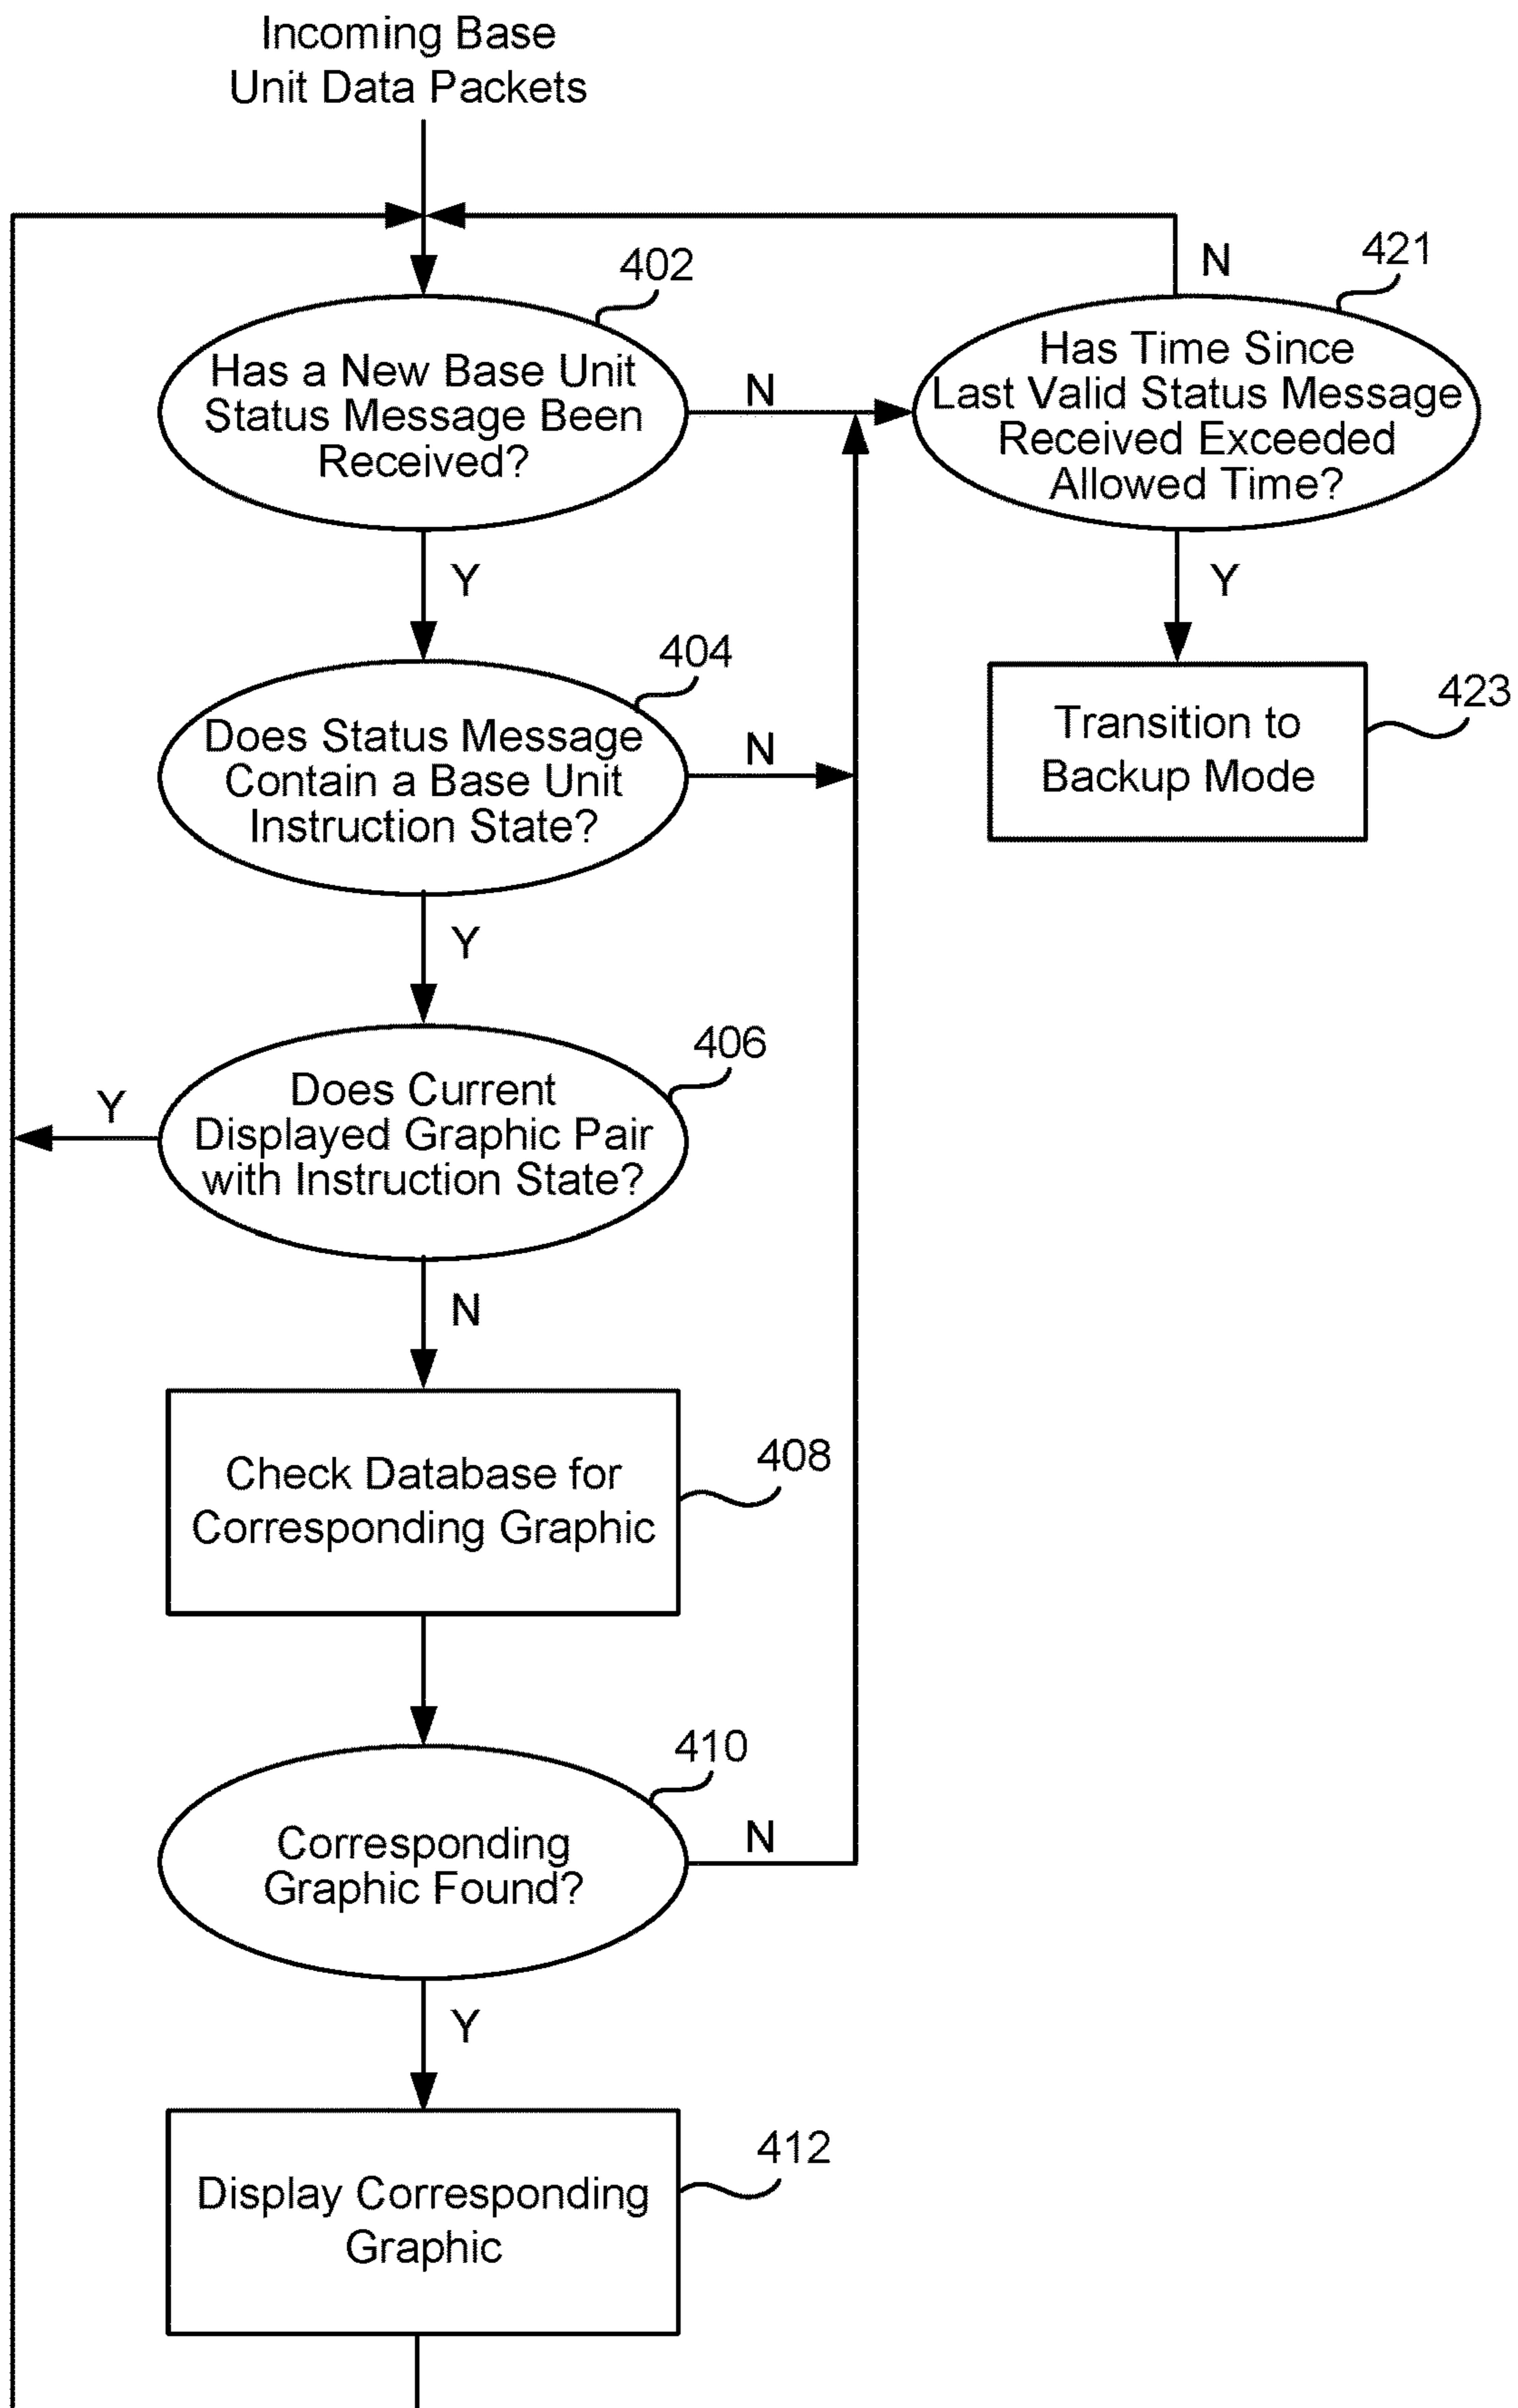 Incoming Base
Unit Data Packets
402
Has a New Base Unit
Status Message Been
Received?
N
Y
421
N
Has Time Since
Last Valid Status Message
Received Exceeded
Allowed Time?
Y
423
Transition to
Backup Mode
404
Does Status Message
Contain a Base Unit
Instruction State?
N
Y
406
Does Current
Displayed Graphic Pair
with Instruction State?
Y
N
408
Check Database for
Corresponding Graphic
410
Corresponding
Graphic Found?
N
Y
412
Display Corresponding
Graphic